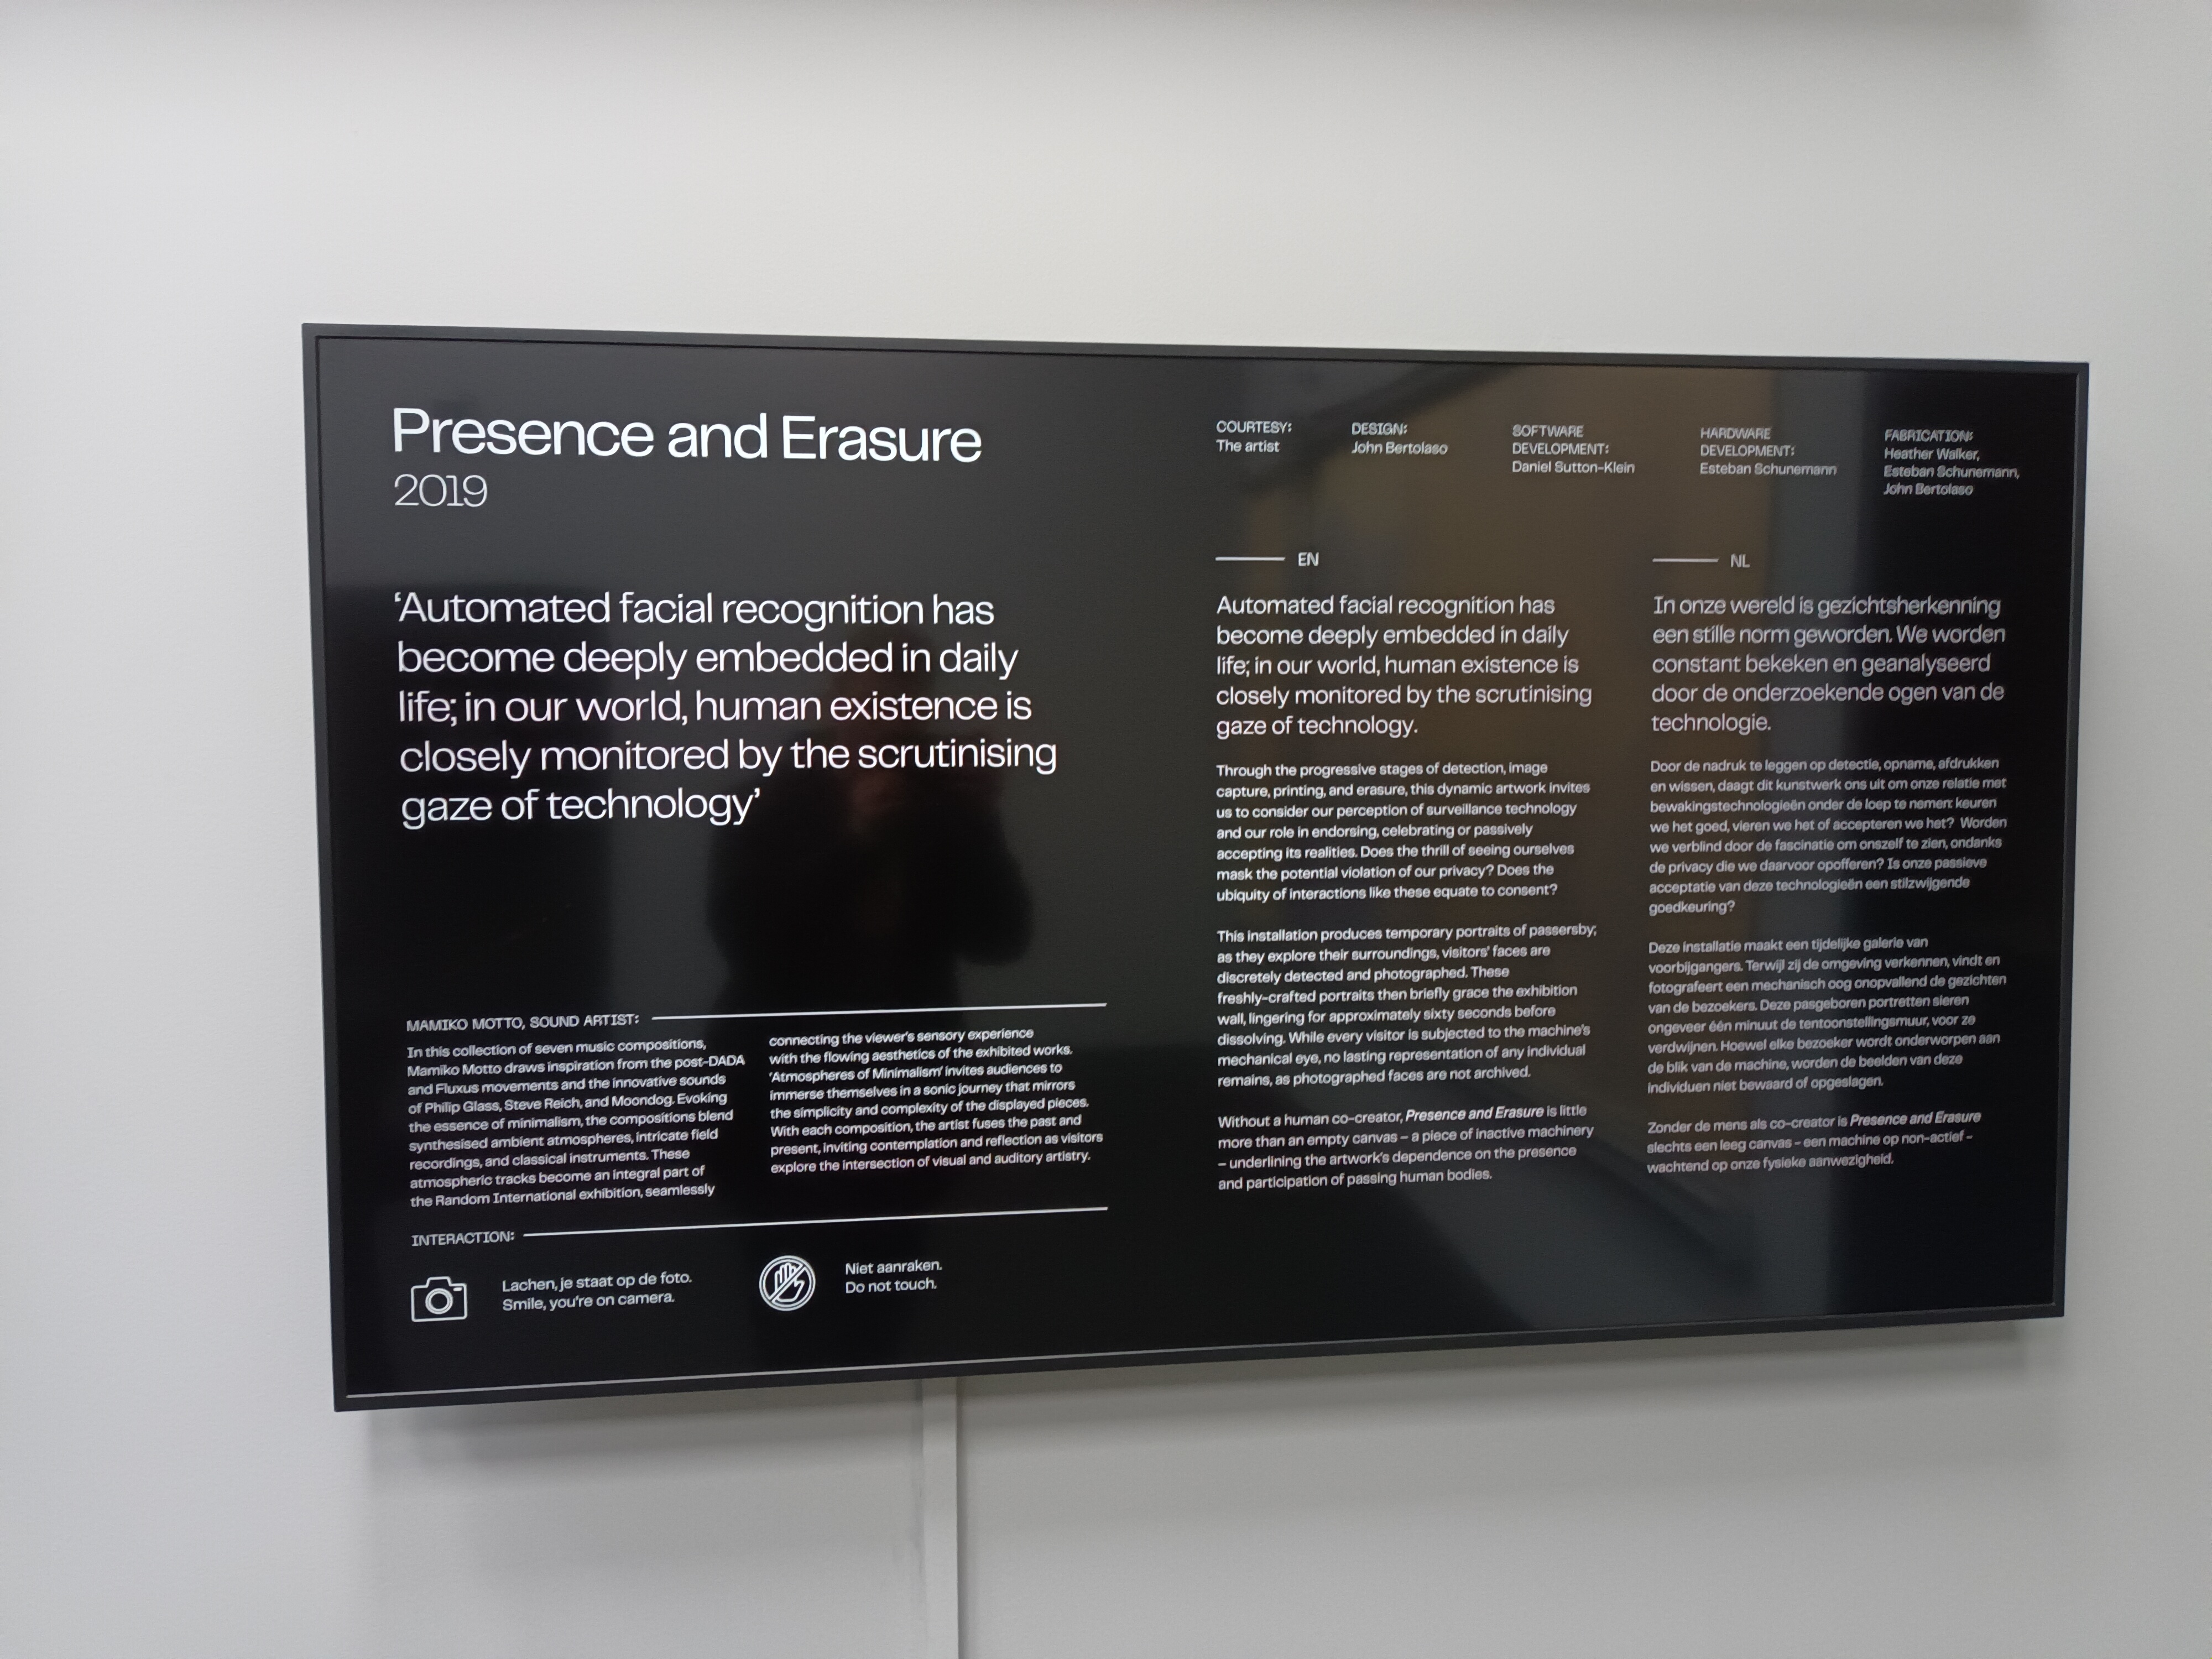 Presence and Erasure
2019
‘Automated facial recognition has
become deeply embedded in daily
life; in our world, human existence is
closely monitored by the scrutinising
gaze of technology’
MAMIKO MOTTO, SOUND ARTIST:
In this collection of seven music compositions,
Mamiko Motto draws inspiration from the post-DADA
and Fluxus movements and the innovative sounds
of Philip Glass, Steve Reich, and Moondog. Evoking
the essence of minimalism, the compositions blend
synthesised ambient atmospheres, intricate field
recordings, and classical instruments. These
atmospheric tracks become an integral part of
the Random International exhibition, seamlessly
connecting the viewer's sensory experience
with the flowing aesthetics of the exhibited works.
'Atmospheres of Minimalism' invites audiences to
immerse themselves in a sonic journey that mirrors
the simplicity and complexity of the displayed pieces.
With each composition, the artist fuses the past and
present, inviting contemplation and reflection as visitors
explore the intersection of visual and auditory artistry.
INTERACTION:
Lachen, je staat op de foto.
Smile, you're on camera.
Niet aanraken.
Do not touch.
COURTESY:
The artist
DESIGN:
John Bertolaso
SOFTWARE
DEVELOPMENT:
Daniel Sutton-Klein
HARDWARE
DEVELOPMENT:
Esteban Schunemann
FABRICATION:
Heather Walker,
Esteban Schunemann,
John Bertolaso
EN
Automated facial recognition has
become deeply embedded in daily
life; in our world, human existence is
closely monitored by the scrutinising
gaze of technology.
Through the progressive stages of detection, image
capture, printing, and erasure, this dynamic artwork invites
us to consider our perception of surveillance technology
and our role in endorsing, celebrating or passively
accepting its realities. Does the thrill of seeing ourselves
mask the potential violation of our privacy? Does the
ubiquity of interactions like these equate to consent?
This installation produces temporary portraits of passersby;
as they explore their surroundings, visitors' faces are
discretely detected and photographed. These
freshly-crafted portraits then briefly grace the exhibition
wall, lingering for approximately sixty seconds before
dissolving. While every visitor is subjected to the machine's
mechanical eye, no lasting representation of any individual
remains, as photographed faces are not archived.
Without a human co-creator, Presence and Erasure is little
more than an empty canvas – a piece of inactive machinery
– underlining the artwork's dependence on the presence
and participation of passing human bodies.
NL
In onze wereld is gezichtsherkenning
een stille norm geworden. We worden
constant bekeken en geanalyseerd
door de onderzoekende ogen van de
technologie.
Door de nadruk te leggen op detectie, opname, afdrukken
en wissen, daagt dit kunstwerk ons uit om onze relatie met
bewakingstechnologieën onder de loep te nemen: keuren
we het goed, vieren we het of accepteren we het? Worden
we verblind door de fascinatie om onszelf te zien, ondanks
de privacy die we daarvoor opofferen? Is onze passieve
acceptatie van deze technologieën een stilzwijgende
goedkeuring?
Deze installatie maakt een tijdelijke galerie van
voorbijgangers. Terwijl zij de omgeving verkennen, vindt en
fotografeert een mechanisch oog onopvallend de gezichten
van de bezoekers. Deze pasgeboren portretten sieren
ongeveer één minuut de tentoonstellingsmuur, voor ze
verdwijnen. Hoewel elke bezoeker wordt onderworpen aan
de blik van de machine, worden de beelden van deze
individuen niet bewaard of opgeslagen.
Zonder de mens als co-creator is Presence and Erasure
slechts een leeg canvas – een machine op non-actief –
wachtend op onze fysieke aanwezigheid.